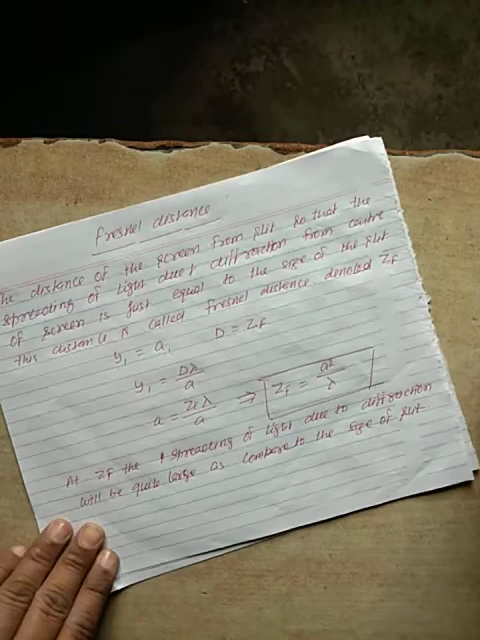 fresnel distance
The distance of the screen from slit so that the
spreading of light due t diffraction from centre
of screen is just equal to the size of the slit
this distance is called fresnel distance denoted ZF
y₁ = a, D = ZF
y₁ = Dλ/a
a = ZFλ/a ⇒ ZF = a²/λ
At ZF the spreading of light due to diffraction
will be quite large as compare to the size of slit